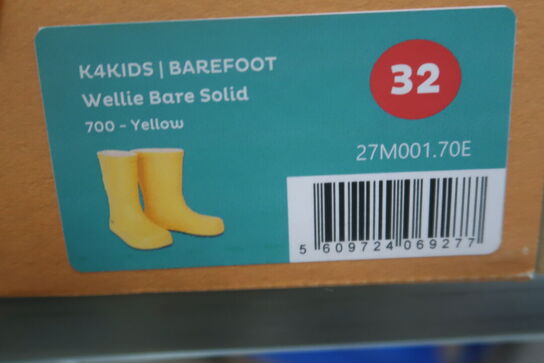 K4KIDS | BAREFOOT
Wellie Bare Solid
700 - Yellow
32
27M001.70E
5 609724 069277